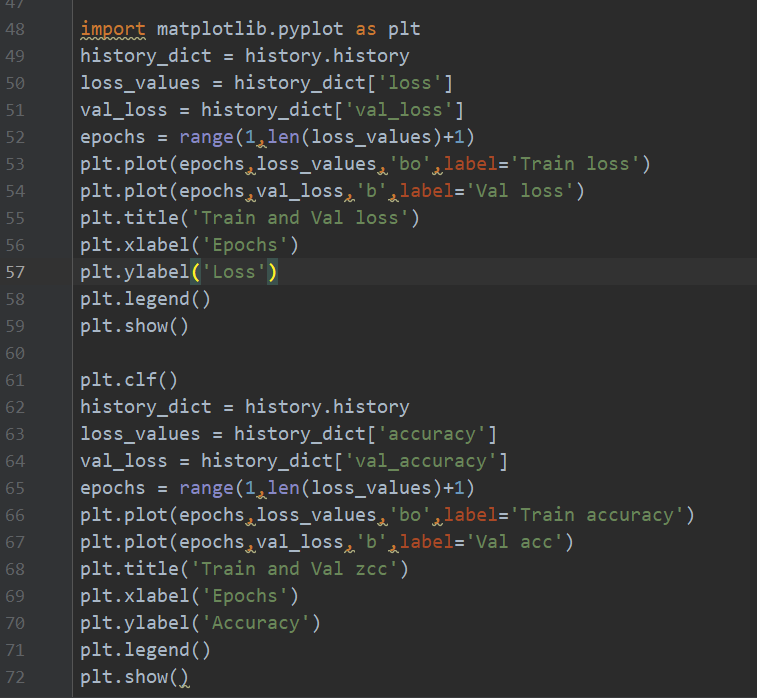 47
48 import matplotlib.pyplot as plt
49 history_dict = history.history
50 loss_values = history_dict['loss']
51 val_loss = history_dict['val_loss']
52 epochs = range(1,len(loss_values)+1)
53 plt.plot(epochs,loss_values,'bo',label='Train loss')
54 plt.plot(epochs,val_loss,'b',label='Val loss')
55 plt.title('Train and Val loss')
56 plt.xlabel('Epochs')
57 plt.ylabel('Loss')
58 plt.legend()
59 plt.show()
60
61 plt.clf()
62 history_dict = history.history
63 loss_values = history_dict['accuracy']
64 val_loss = history_dict['val_accuracy']
65 epochs = range(1,len(loss_values)+1)
66 plt.plot(epochs,loss_values,'bo',label='Train accuracy')
67 plt.plot(epochs,val_loss,'b',label='Val acc')
68 plt.title('Train and Val zcc')
69 plt.xlabel('Epochs')
70 plt.ylabel('Accuracy')
71 plt.legend()
72 plt.show()